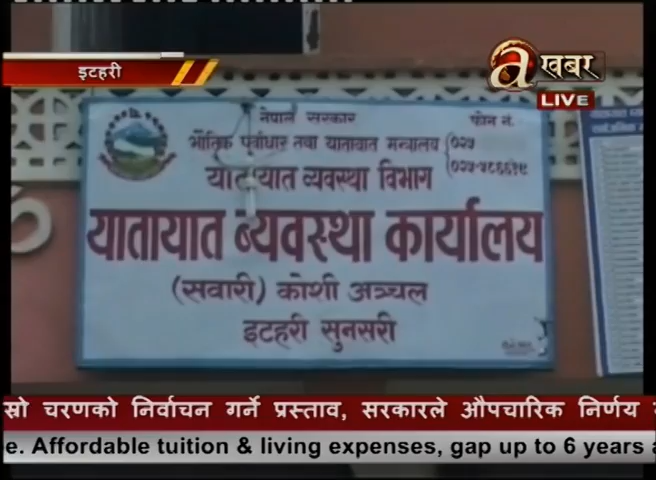 इटहरी
a खबर
LIVE
नेपाल सरकार
फोन नं.
भौतिक पूर्वाधार तथा यातायात मन्त्रालय
०२५
यातायात व्यवस्था विभाग
यातायात ब्यवस्था कार्यालय
(सवारी) कोशी अञ्चल
इटहरी सुनसरी
स्रो चरणको निर्वाचन गर्ने प्रस्ताव, सरकारले औपचारिक निर्णय
e. Affordable tuition & living expenses, gap up to 6 years